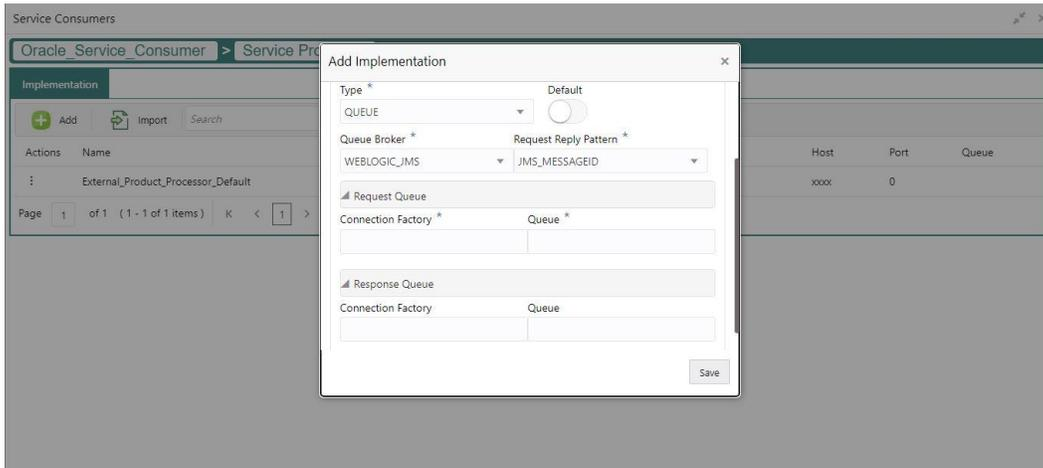 Service Consumers
Oracle_Service_Consumer > Service Pro
Implementation
Add Import Search
Actions Name Host Port Queue
External_Product_Processor_Default xxxx 0
Page 1 of 1 (1 - 1 of 1 items) K < 1 >
Add Implementation ×
Type * Default
QUEUE
Queue Broker * Request Reply Pattern *
WEBLOGIC_JMS JMS_MESSAGEID
Request Queue
Connection Factory * Queue *
Response Queue
Connection Factory Queue
Save